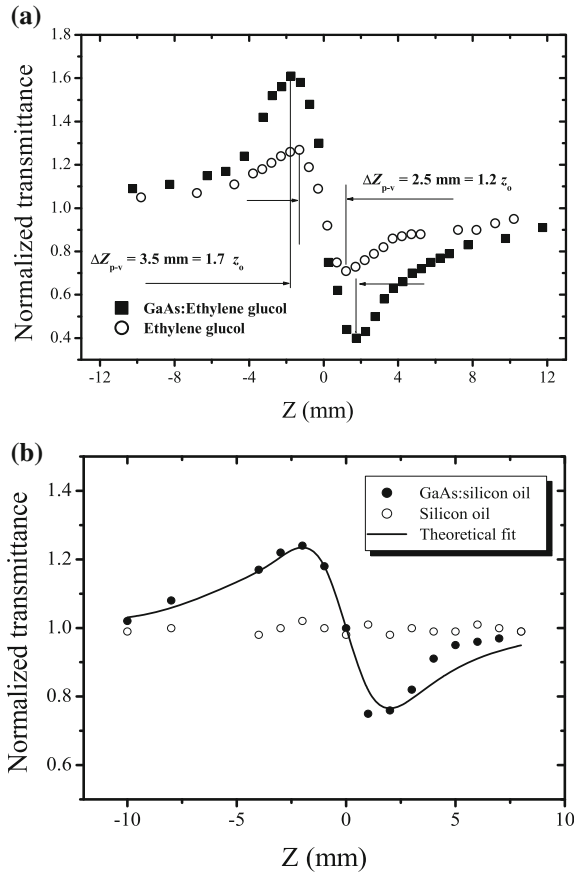 (a)
1.8
1.6
1.4
1.2
1.0
0.8
0.6
0.4
Normalized transmittance
ΔZp-v = 2.5 mm = 1.2 zo
ΔZp-v = 3.5 mm = 1.7 zo
GaAs:Ethylene glucol
Ethylene glucol
-12 -8 -4 0 4 8 12
Z (mm)
(b)
1.4
1.2
1.0
0.8
0.6
Normalized transmittance
GaAs:silicon oil
Silicon oil
Theoretical fit
-10 -5 0 5 10
Z (mm)